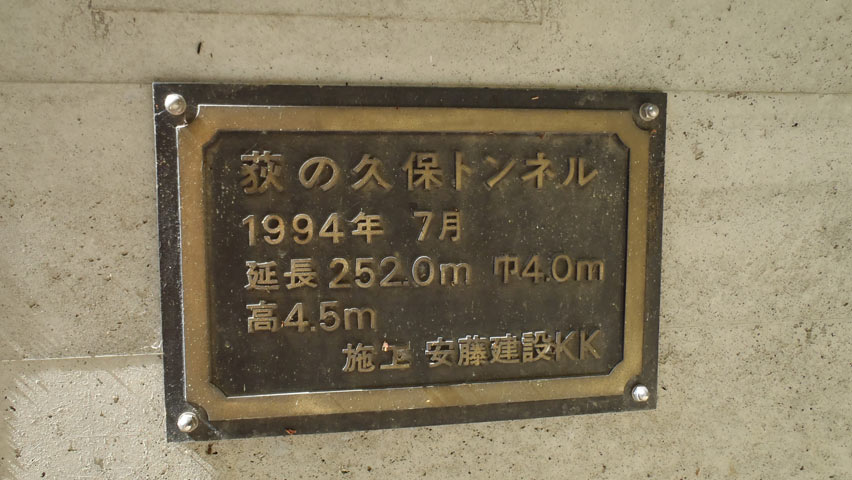 荻の久保トンネル
1994年 7月
延長252.0m 巾4.0m
高4.5m
施工 安藤建設KK